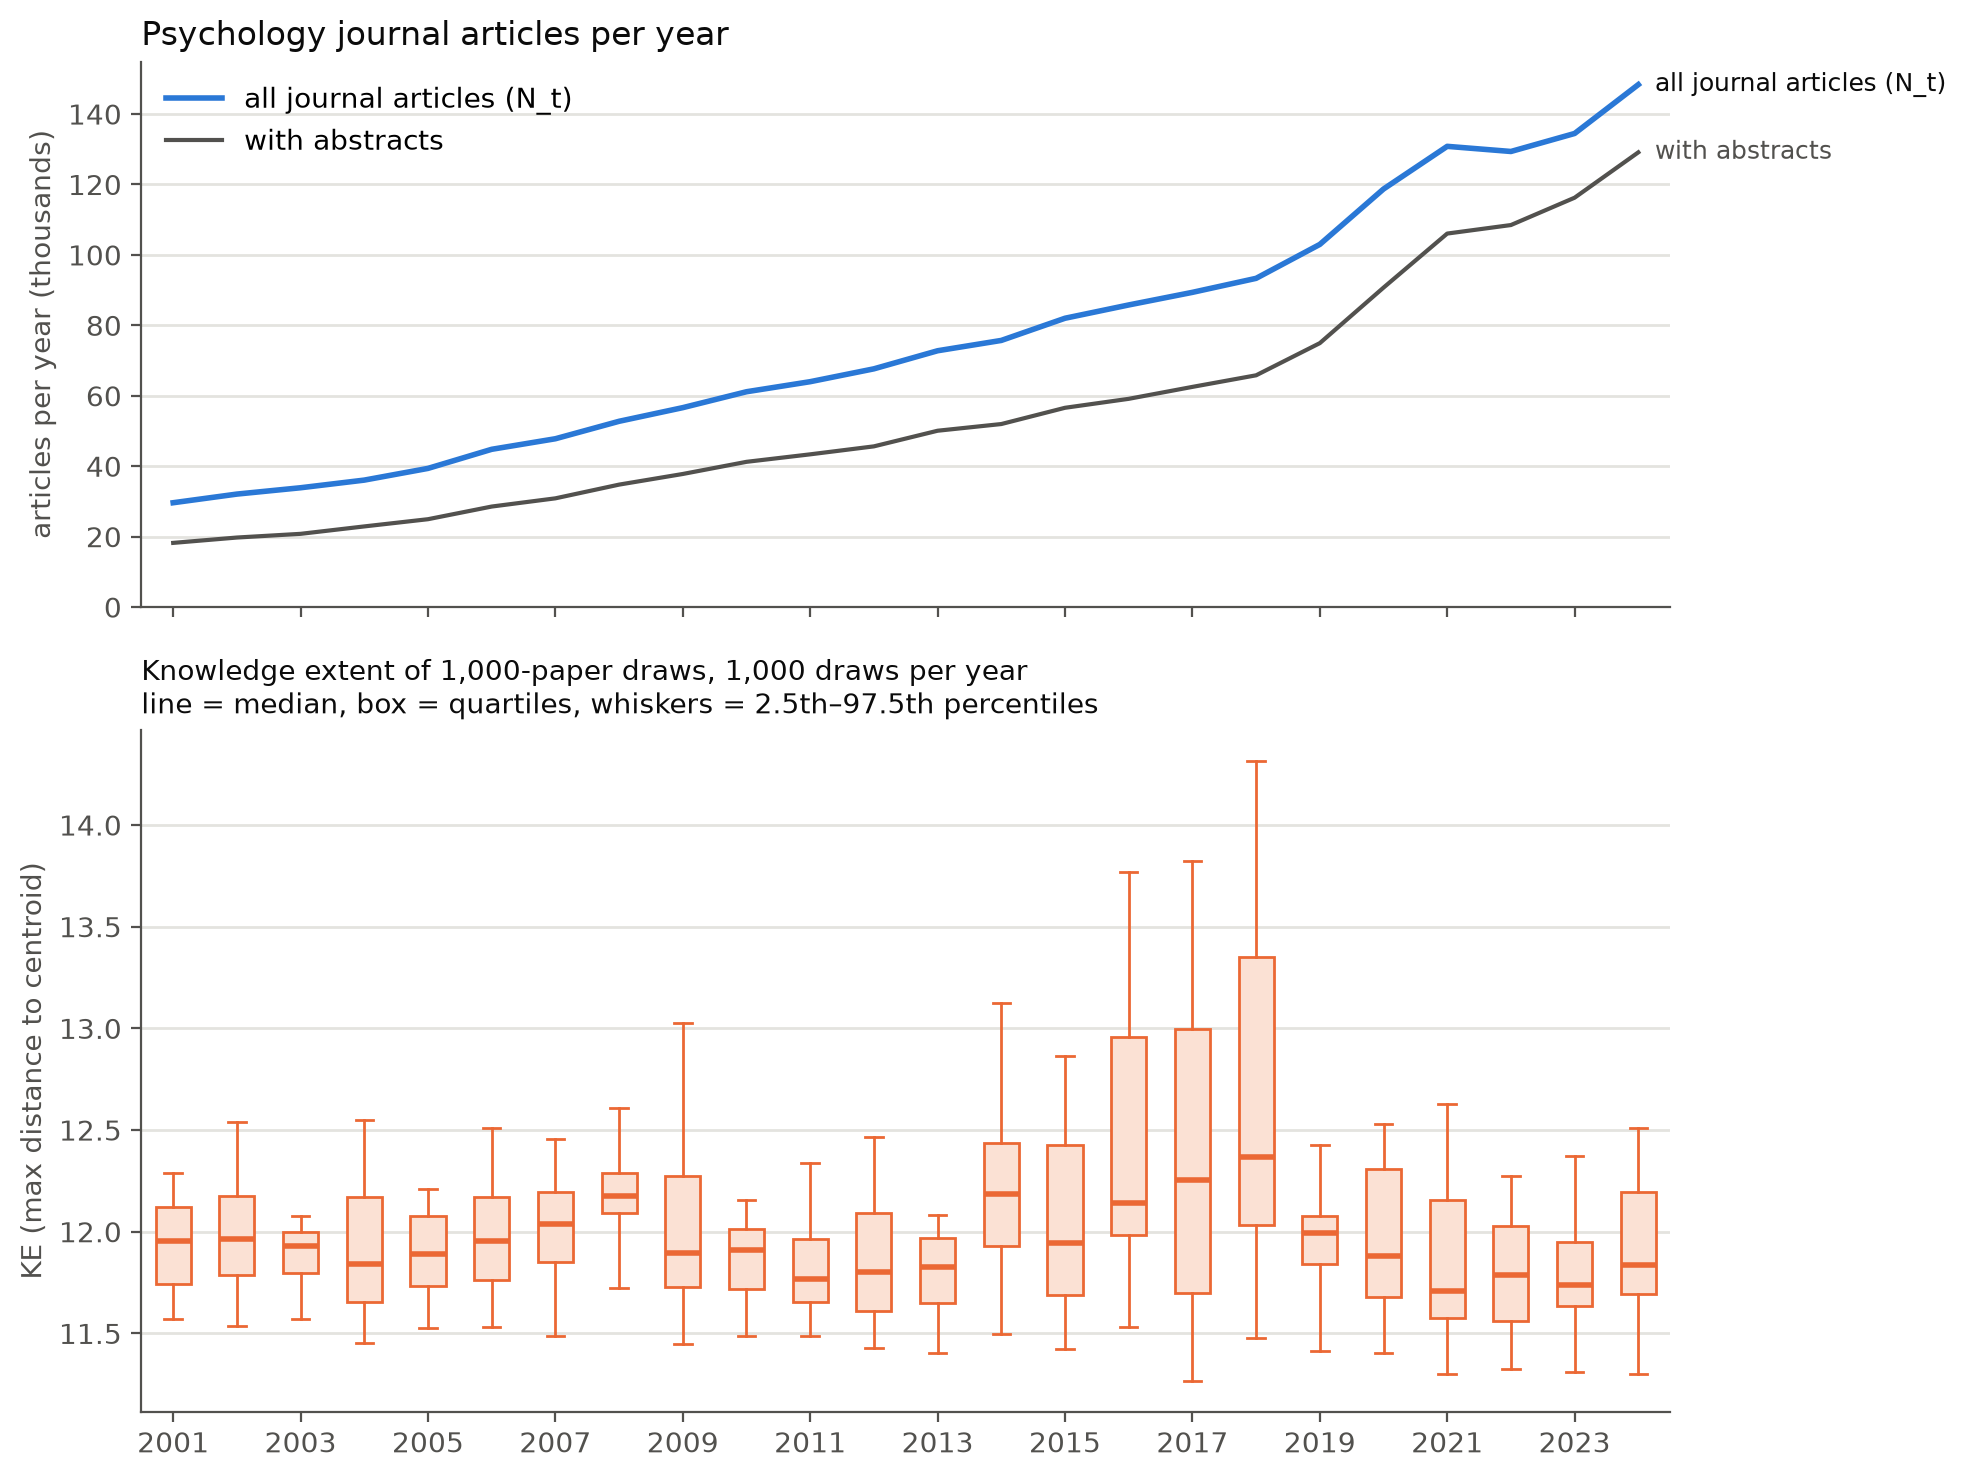 Psychology journal articles per year
all journal articles (N_t)
with abstracts
all journal articles (N_t)
with abstracts
articles per year (thousands)
140
120
100
80
60
40
20
0
Knowledge extent of 1,000-paper draws, 1,000 draws per year
line = median, box = quartiles, whiskers = 2.5th–97.5th percentiles
KE (max distance to centroid)
14.0
13.5
13.0
12.5
12.0
11.5
2001 2003 2005 2007 2009 2011 2013 2015 2017 2019 2021 2023